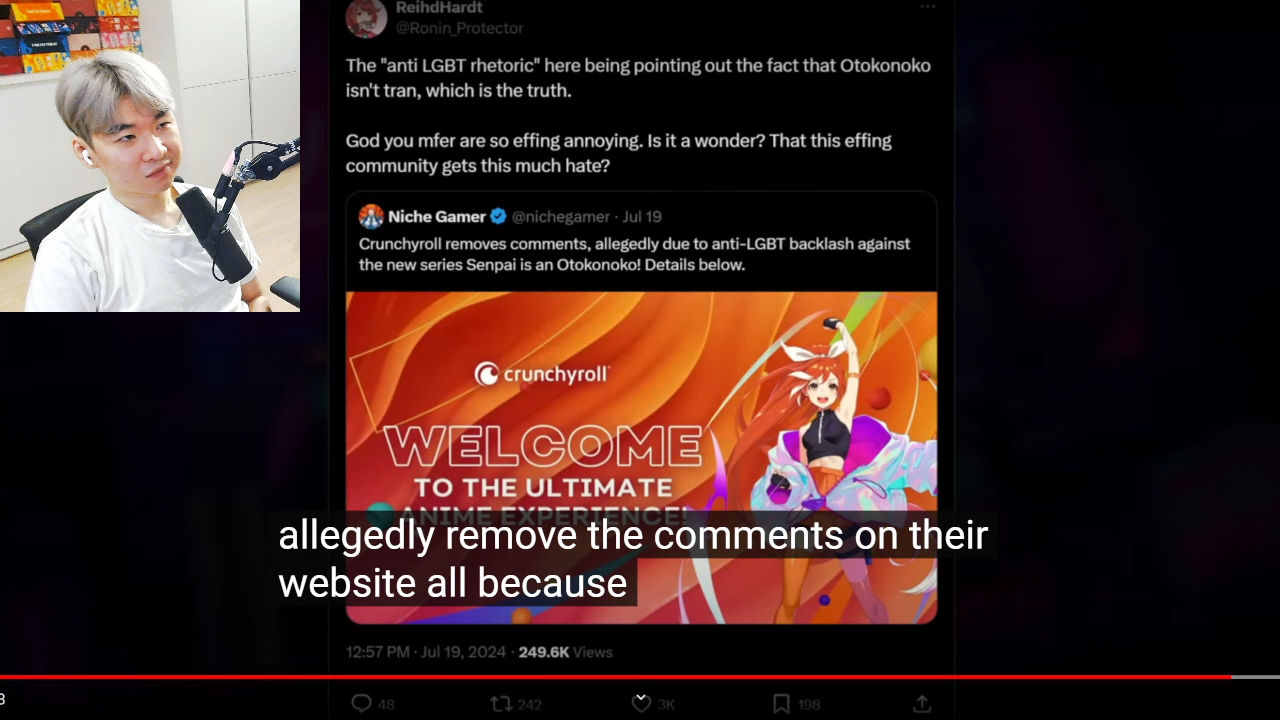 ReihdHardt
@Ronin_Protector
The "anti LGBT rhetoric" here being pointing out the fact that Otokonoko
isn't tran, which is the truth.
God you mfer are so effing annoying. Is it a wonder? That this effing
community gets this much hate?
Niche Gamer @nichegamer · Jul 19
Crunchyroll removes comments, allegedly due to anti-LGBT backlash against
the new series Senpai is an Otokonoko! Details below.
crunchyroll
WELCOME
TO THE ULTIMATE
ANIME EXPERIENCE!
allegedly remove the comments on their
website all because
12:57 PM · Jul 19, 2024 · 249.6K Views
3
48 242 3K 198